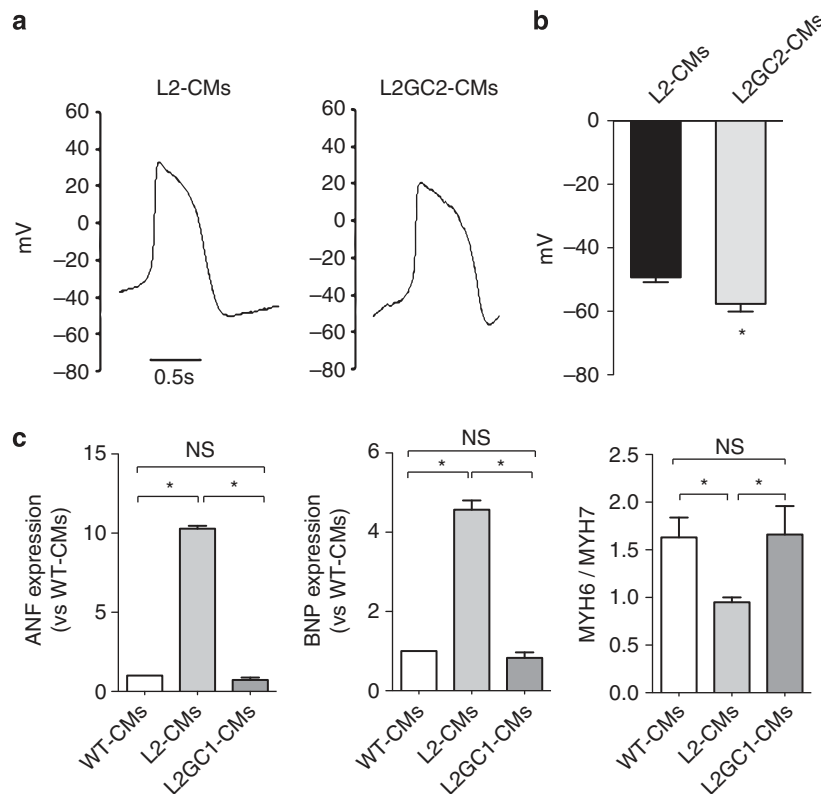 a
L2-CMs
L2GC2-CMs
60
40
20
0
–20
–40
–60
–80
mV
0.5s
60
40
20
0
–20
–40
–60
–80
b
L2-CMs
L2GC2-CMs
0
–20
–40
–60
–80
mV
*
c
ANF expression
(vs WT-CMs)
15
10
5
0
NS
* *
WT-CMs
L2-CMs
L2GC1-CMs
BNP expression
(vs WT-CMs)
6
4
2
0
NS
* *
WT-CMs
L2-CMs
L2GC1-CMs
MYH6 / MYH7
2.5
2.0
1.5
1.0
0.5
0.0
NS
* *
WT-CMs
L2-CMs
L2GC1-CMs